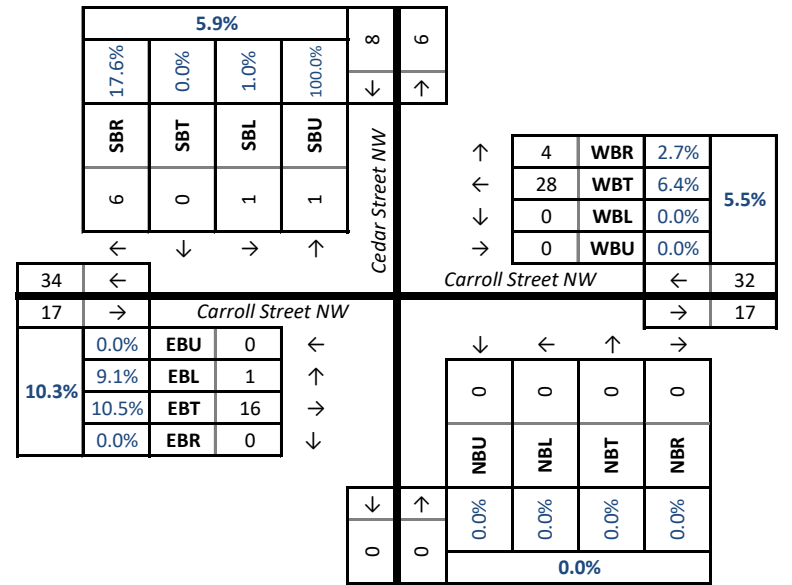 5.9%
8 6
17.6% 0.0% 1.0% 100.0%
↓ ↑
SBR SBT SBL SBU
6 0 1 1
← ↓ → ↑
Cedar Street NW
↑ 4 WBR 2.7%
← 28 WBT 6.4%
↓ 0 WBL 0.0%
→ 0 WBU 0.0%
5.5%
34 ← Carroll Street NW ← 32
17 → Carroll Street NW → 17
10.3%
0.0% EBU 0 ←
9.1% EBL 1 ↑
10.5% EBT 16 →
0.0% EBR 0 ↓
↓ ← ↑ →
0 0 0 0
NBU NBL NBT NBR
↓ ↑
0.0% 0.0% 0.0% 0.0%
0 0
0.0%